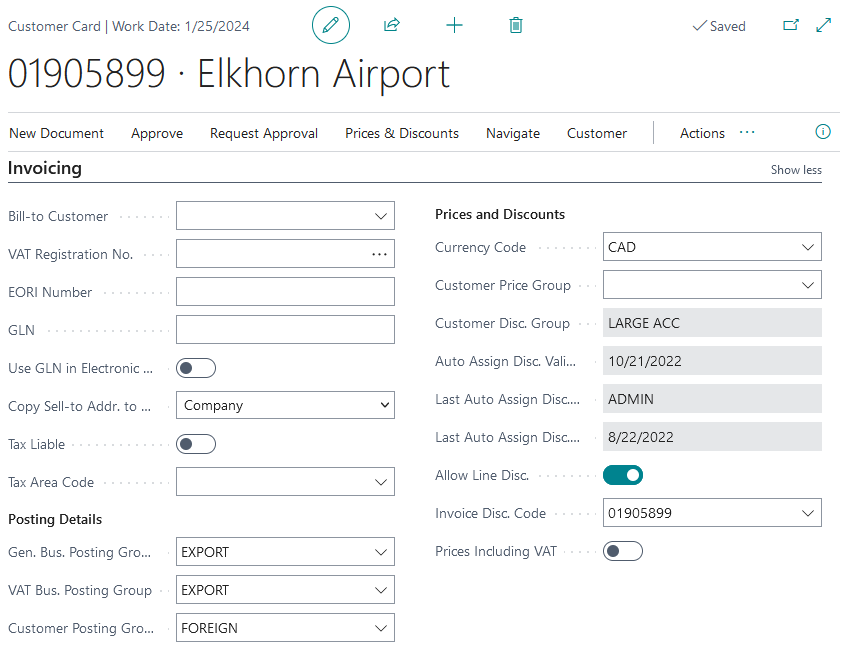 Customer Card | Work Date: 1/25/2024
Saved
01905899 · Elkhorn Airport
New Document Approve Request Approval Prices & Discounts Navigate Customer Actions ···
Invoicing
Show less
Bill-to Customer
VAT Registration No.
EORI Number
GLN
Use GLN in Electronic ...
Copy Sell-to Addr. to ... Company
Tax Liable
Tax Area Code
Posting Details
Gen. Bus. Posting Gro... EXPORT
VAT Bus. Posting Group EXPORT
Customer Posting Gro... FOREIGN
Prices and Discounts
Currency Code CAD
Customer Price Group
Customer Disc. Group LARGE ACC
Auto Assign Disc. Vali... 10/21/2022
Last Auto Assign Disc.... ADMIN
Last Auto Assign Disc.... 8/22/2022
Allow Line Disc.
Invoice Disc. Code 01905899
Prices Including VAT